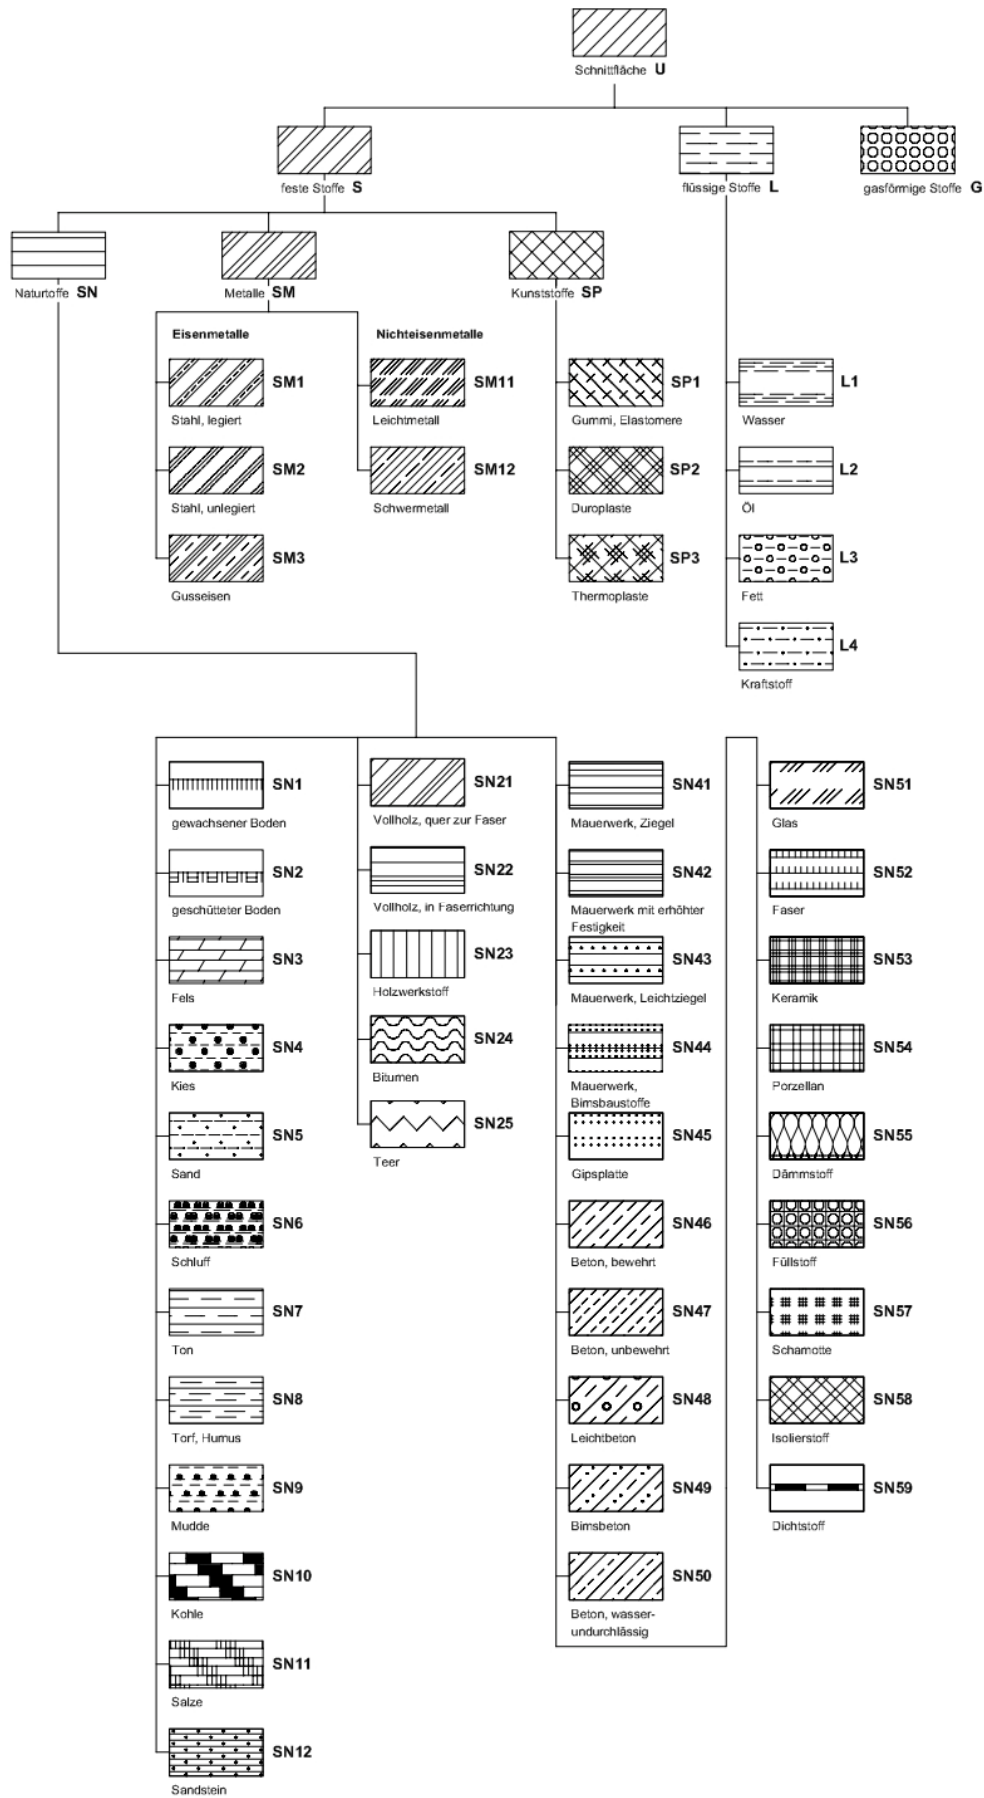 Schnittfläche U
feste Stoffe S
flüssige Stoffe L
gasförmige Stoffe G
Naturtoffe SN
Metalle SM
Kunststoffe SP
Eisenmetalle
Nichteisenmetalle
SM1
Stahl, legiert
SM2
Stahl, unlegiert
SM3
Gusseisen
SM11
Leichtmetall
SM12
Schwermetall
SP1
Gummi, Elastomere
SP2
Duroplaste
SP3
Thermoplaste
L1
Wasser
L2
Öl
L3
Fett
L4
Kraftstoff
SN1
gewachsener Boden
SN2
geschütteter Boden
SN3
Fels
SN4
Kies
SN5
Sand
SN6
Schluff
SN7
Ton
SN8
Torf, Humus
SN9
Mudde
SN10
Kohle
SN11
Salze
SN12
Sandstein
SN21
Vollholz, quer zur Faser
SN22
Vollholz, in Faserrichtung
SN23
Holzwerkstoff
SN24
Bitumen
SN25
Teer
SN41
Mauerwerk, Ziegel
SN42
Mauerwerk mit erhöhter
Festigkeit
SN43
Mauerwerk, Leichtziegel
SN44
Mauerwerk,
Bimsbaustoffe
SN45
Gipsplatte
SN46
Beton, bewehrt
SN47
Beton, unbewehrt
SN48
Leichtbeton
SN49
Bimsbeton
SN50
Beton, wasser-
undurchlässig
SN51
Glas
SN52
Faser
SN53
Keramik
SN54
Porzellan
SN55
Dämmstoff
SN56
Füllstoff
SN57
Schamotte
SN58
Isolierstoff
SN59
Dichtstoff